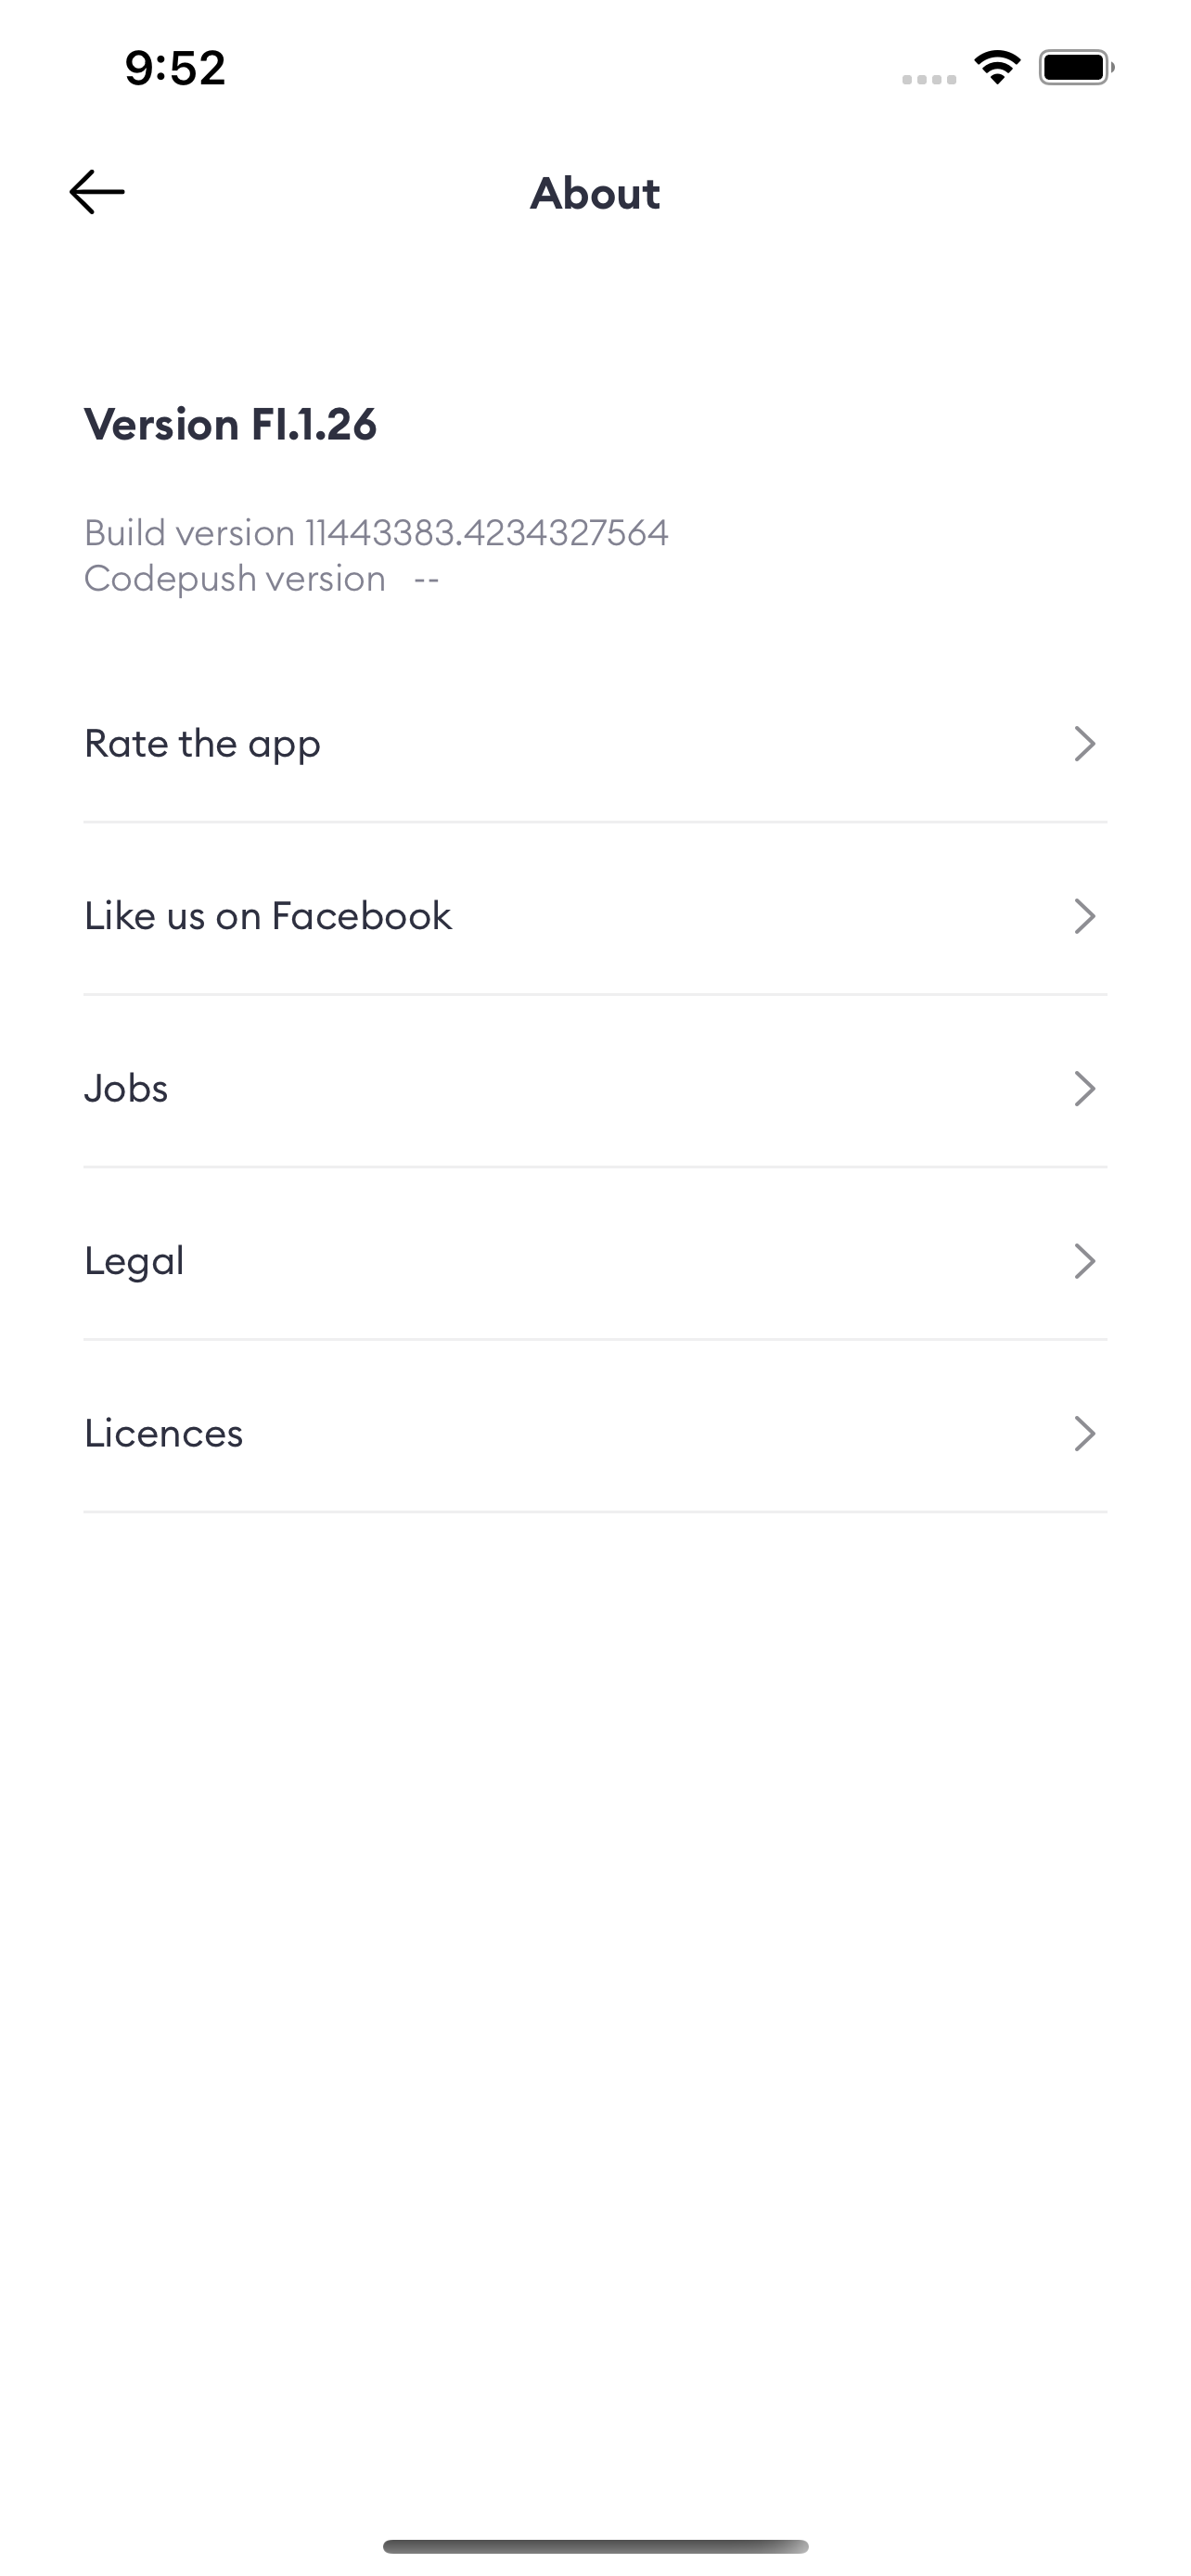 9:52
About
Version FI.1.26
Build version 11443383.4234327564
Codepush version --
Rate the app
Like us on Facebook
Jobs
Legal
Licences